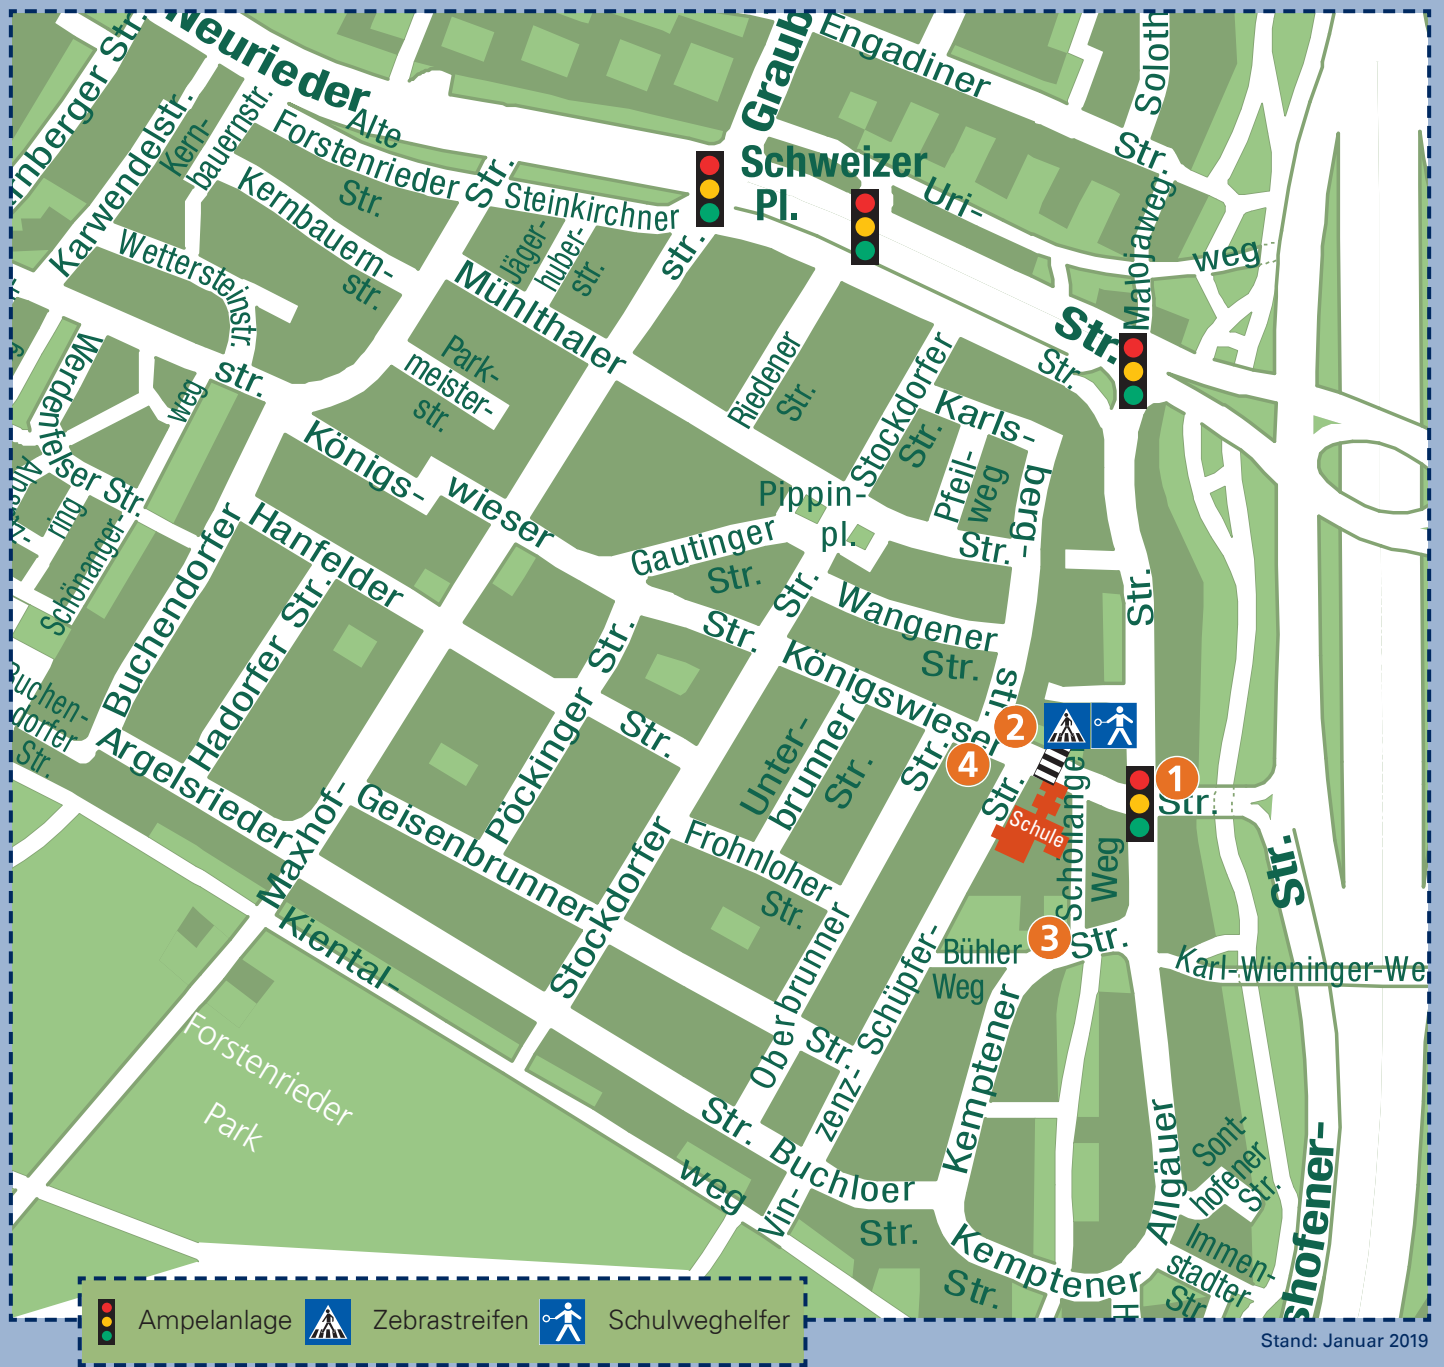 Neurieder
Graub
Engadiner
Str.
Soloth
rnberger Str.
Karwendelstr.
Kern-
bauernstr.
Alte
Forstenrieder
Str.
Kernbauern-
str.
Str.
Steinkirchner
Schweizer
Pl.
Uri-
weg
Malojaweg.
Wettersteinstr.
Jäger-
huber-
str.
str.
Mühlthaler
Str.
Str.
Werdenfelser Str.
weg
str.
Park-
meister-
str.
Riedener
Str.
Stockdorfer
Str.
Karls-
berg-
str.
Pfeil-
weg
Königs-
wieser
Str.
Pippin-
pl.
Gautinger
Str.
Str.
Str.
ring
Schönanger-
Buchendorfer
Hanfelder
Str.
Hadorfer Str.
Wangener
Str.
Königswieser
Str.
Str.
Buchen-
dorfer
Str.
Argelsrieder
Maxhof-
Geisenbrunner
Str.
Pöckinger Str.
Stockdorfer
Unter-
brunner
Str.
Str.
Frohnloher
Str.
Oberbrunner
2
4
1
3
Schule
Schollanger
Weg
Str.
Str.
Bühler
Weg
Str.
Karl-Wieninger-We
Schüpfer-
zenz-
Vin-
Kemptener
Kiental-
weg
Forstenrieder
Park
Str.
Buchloer
Str.
Kemptener
Str.
Allgäuer
Sont-
hofener
Str.
Immen-
stadter
Str
H
shofener-
Ampelanlage
Zebrastreifen
Schulweghelfer
Stand: Januar 2019